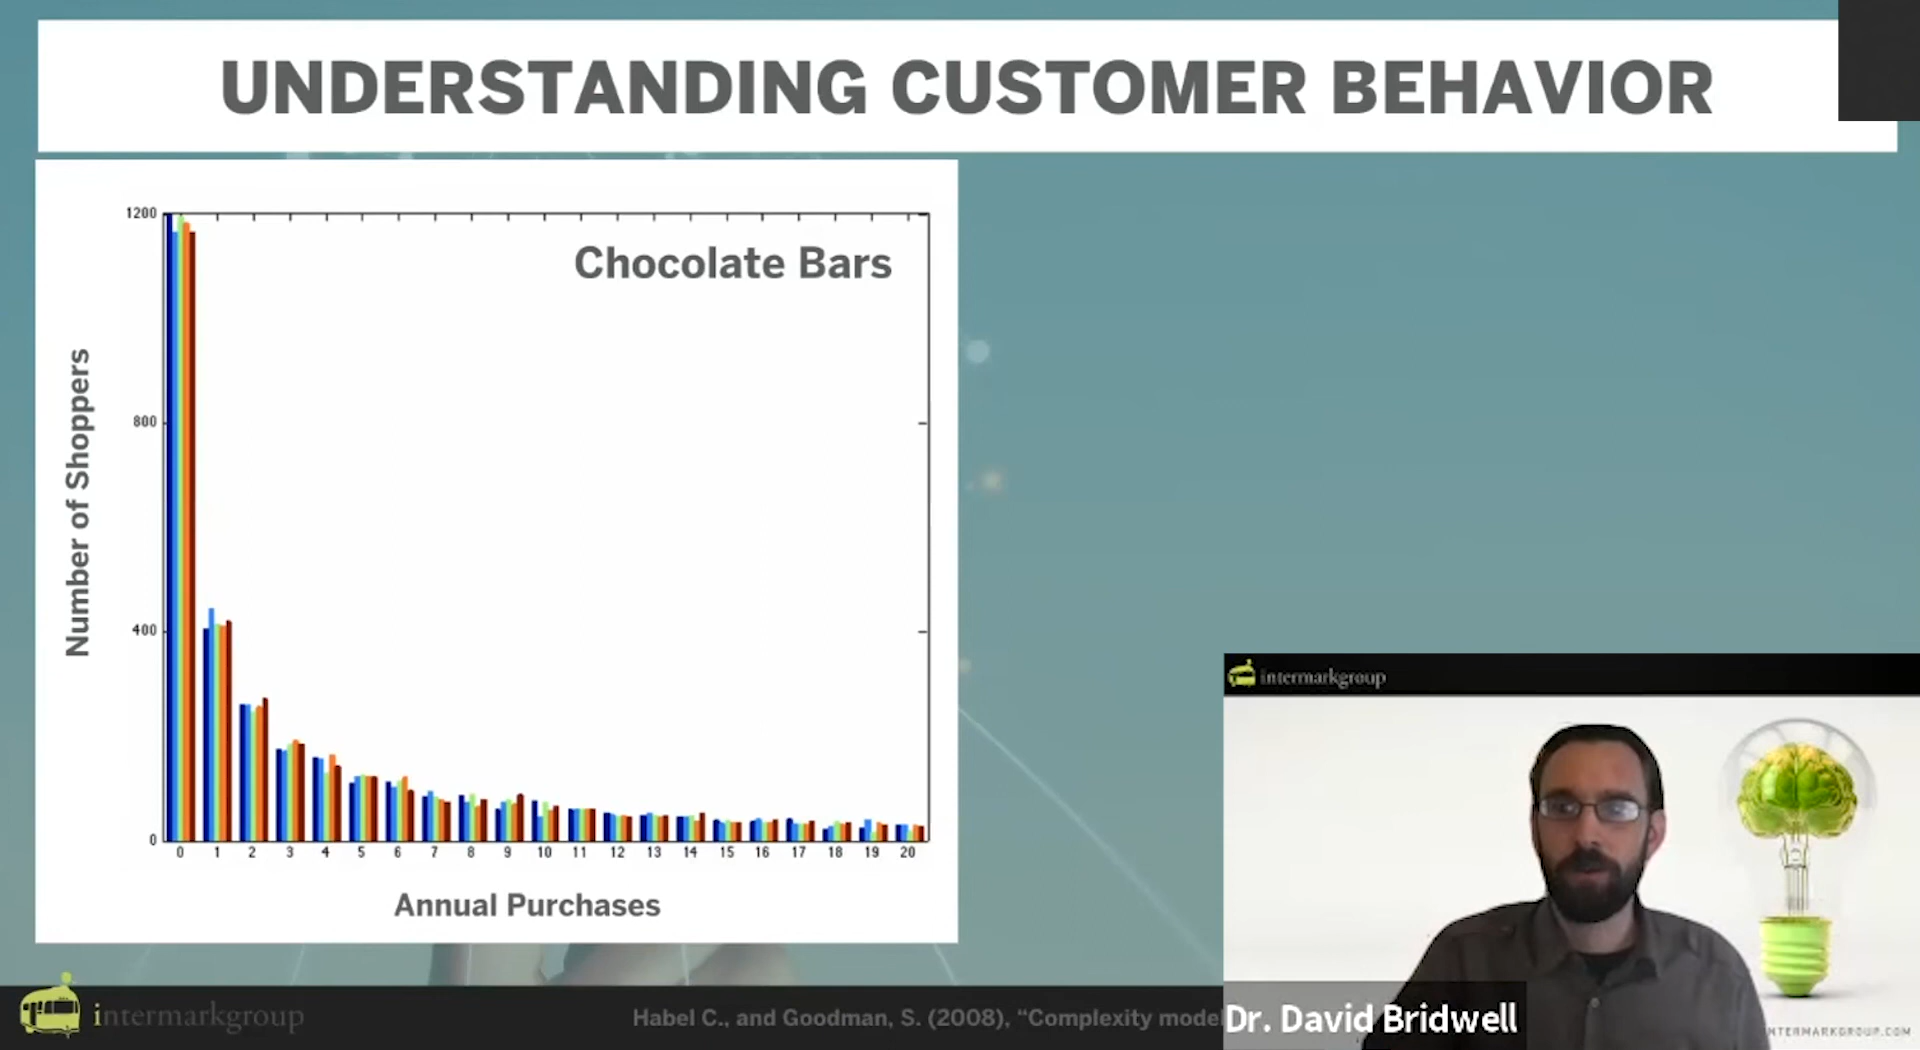 UNDERSTANDING CUSTOMER BEHAVIOR
Chocolate Bars
Number of Shoppers
1200
800
400
0
0 1 2 3 4 5 6 7 8 9 10 11 12 13 14 15 16 17 18 19 20
Annual Purchases
intermarkgroup
Dr. David Bridwell
NTERMARKGROUP.COM
intermarkgroup
Habel C., and Goodman, S. (2008), “Complexity mode